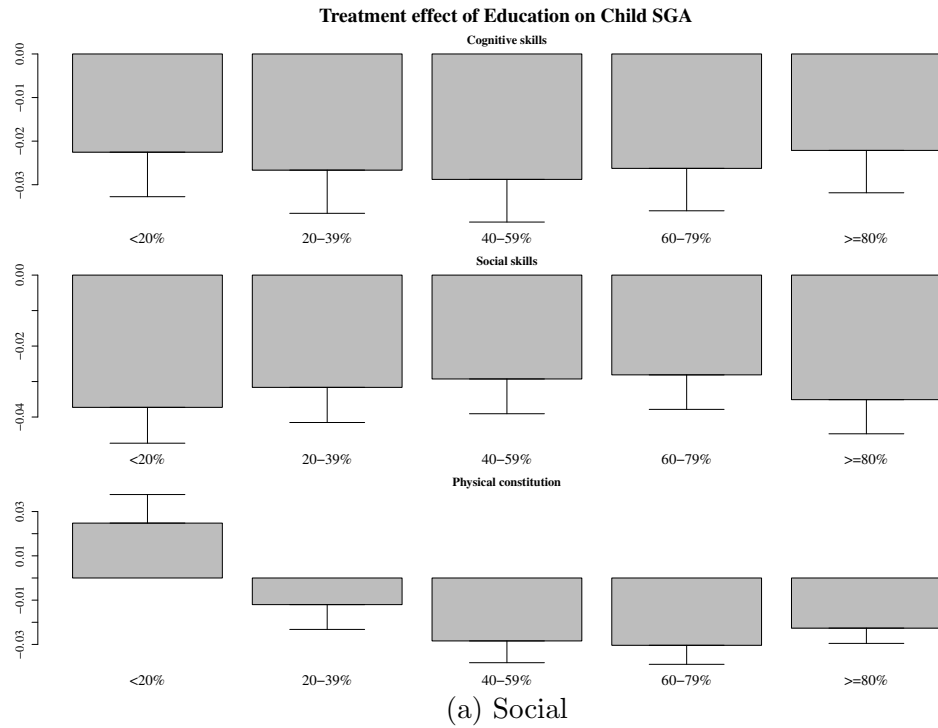 Treatment effect of Education on Child SGA
Cognitive skills
0.00
−0.01
−0.02
−0.03
<20% 20−39% 40−59% 60−79% >=80%
Social skills
0.00
−0.02
−0.04
<20% 20−39% 40−59% 60−79% >=80%
Physical constitution
0.03
0.01
−0.01
−0.03
<20% 20−39% 40−59% 60−79% >=80%
(a) Social